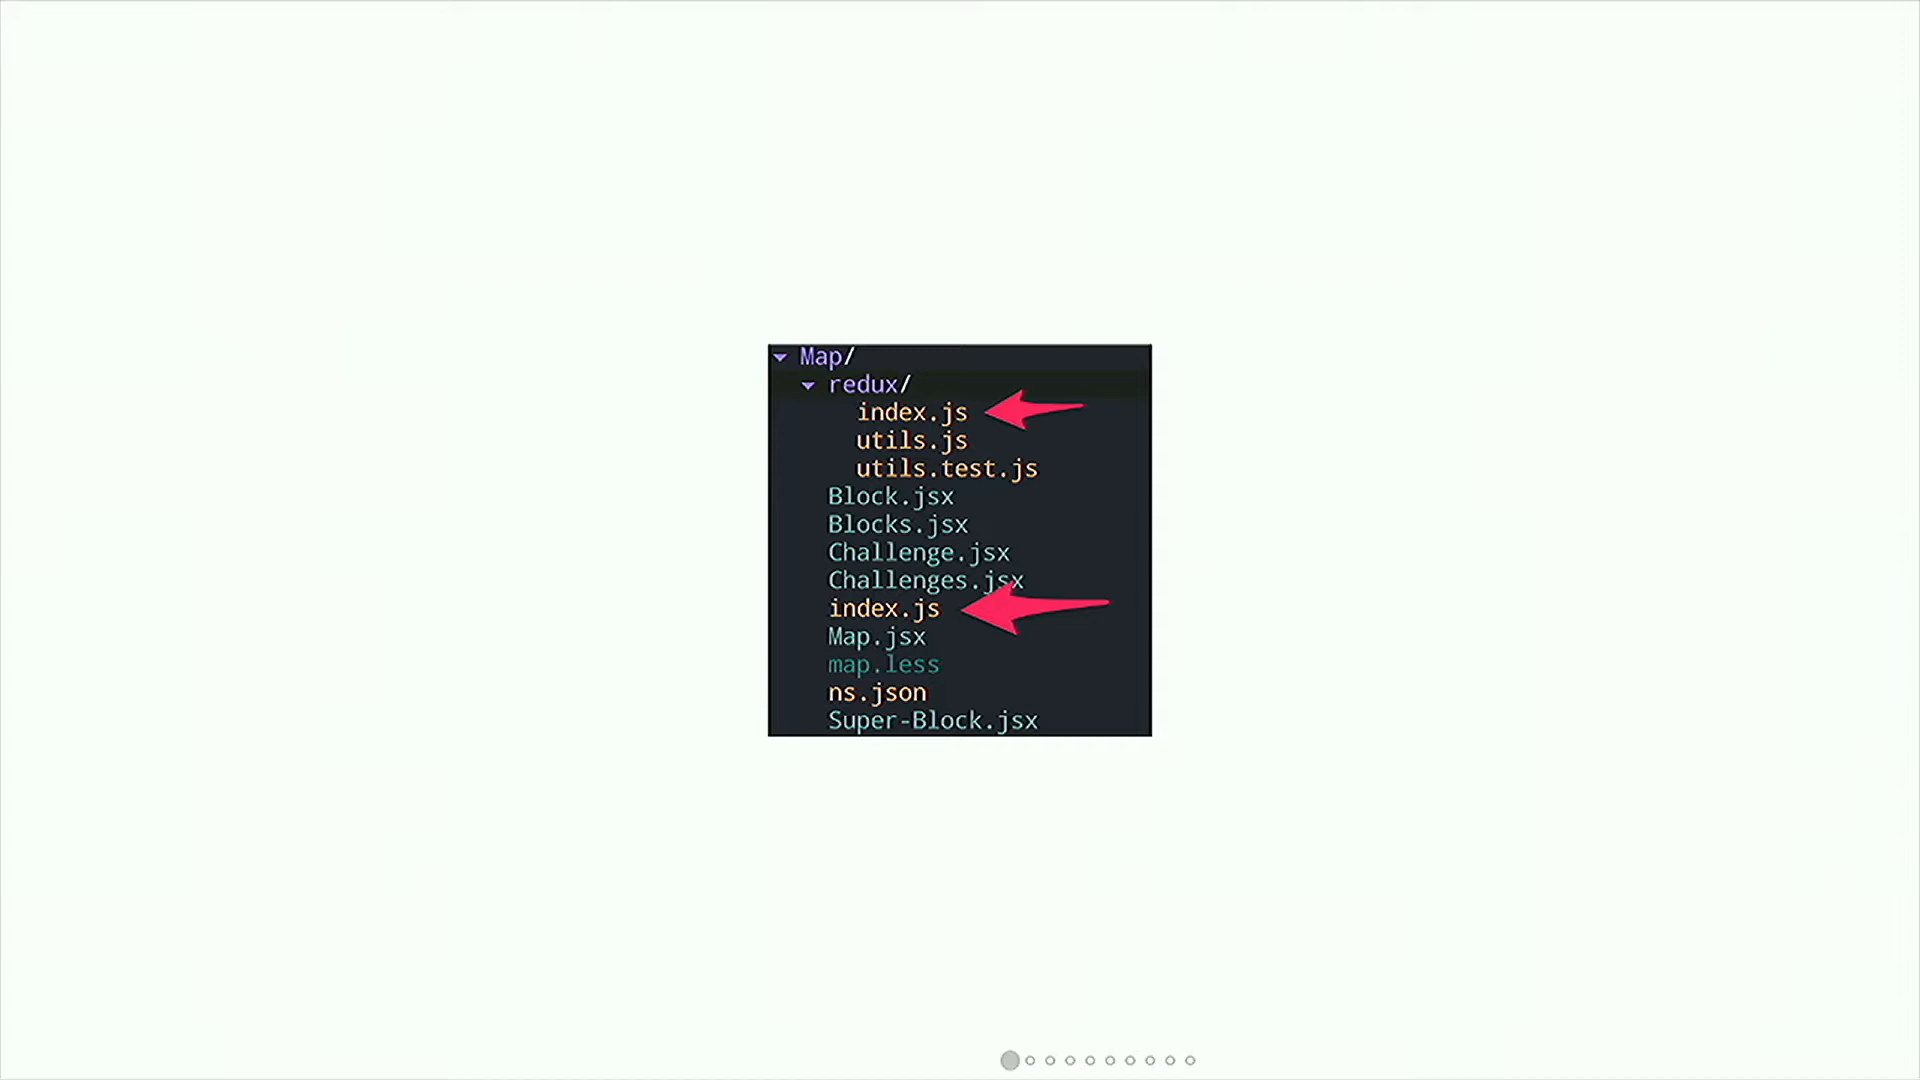 Map/
redux/
index.js
utils.js
utils.test.js
Block.jsx
Blocks.jsx
Challenge.jsx
Challenges.jsx
index.js
Map.jsx
map.less
ns.json
Super-Block.jsx